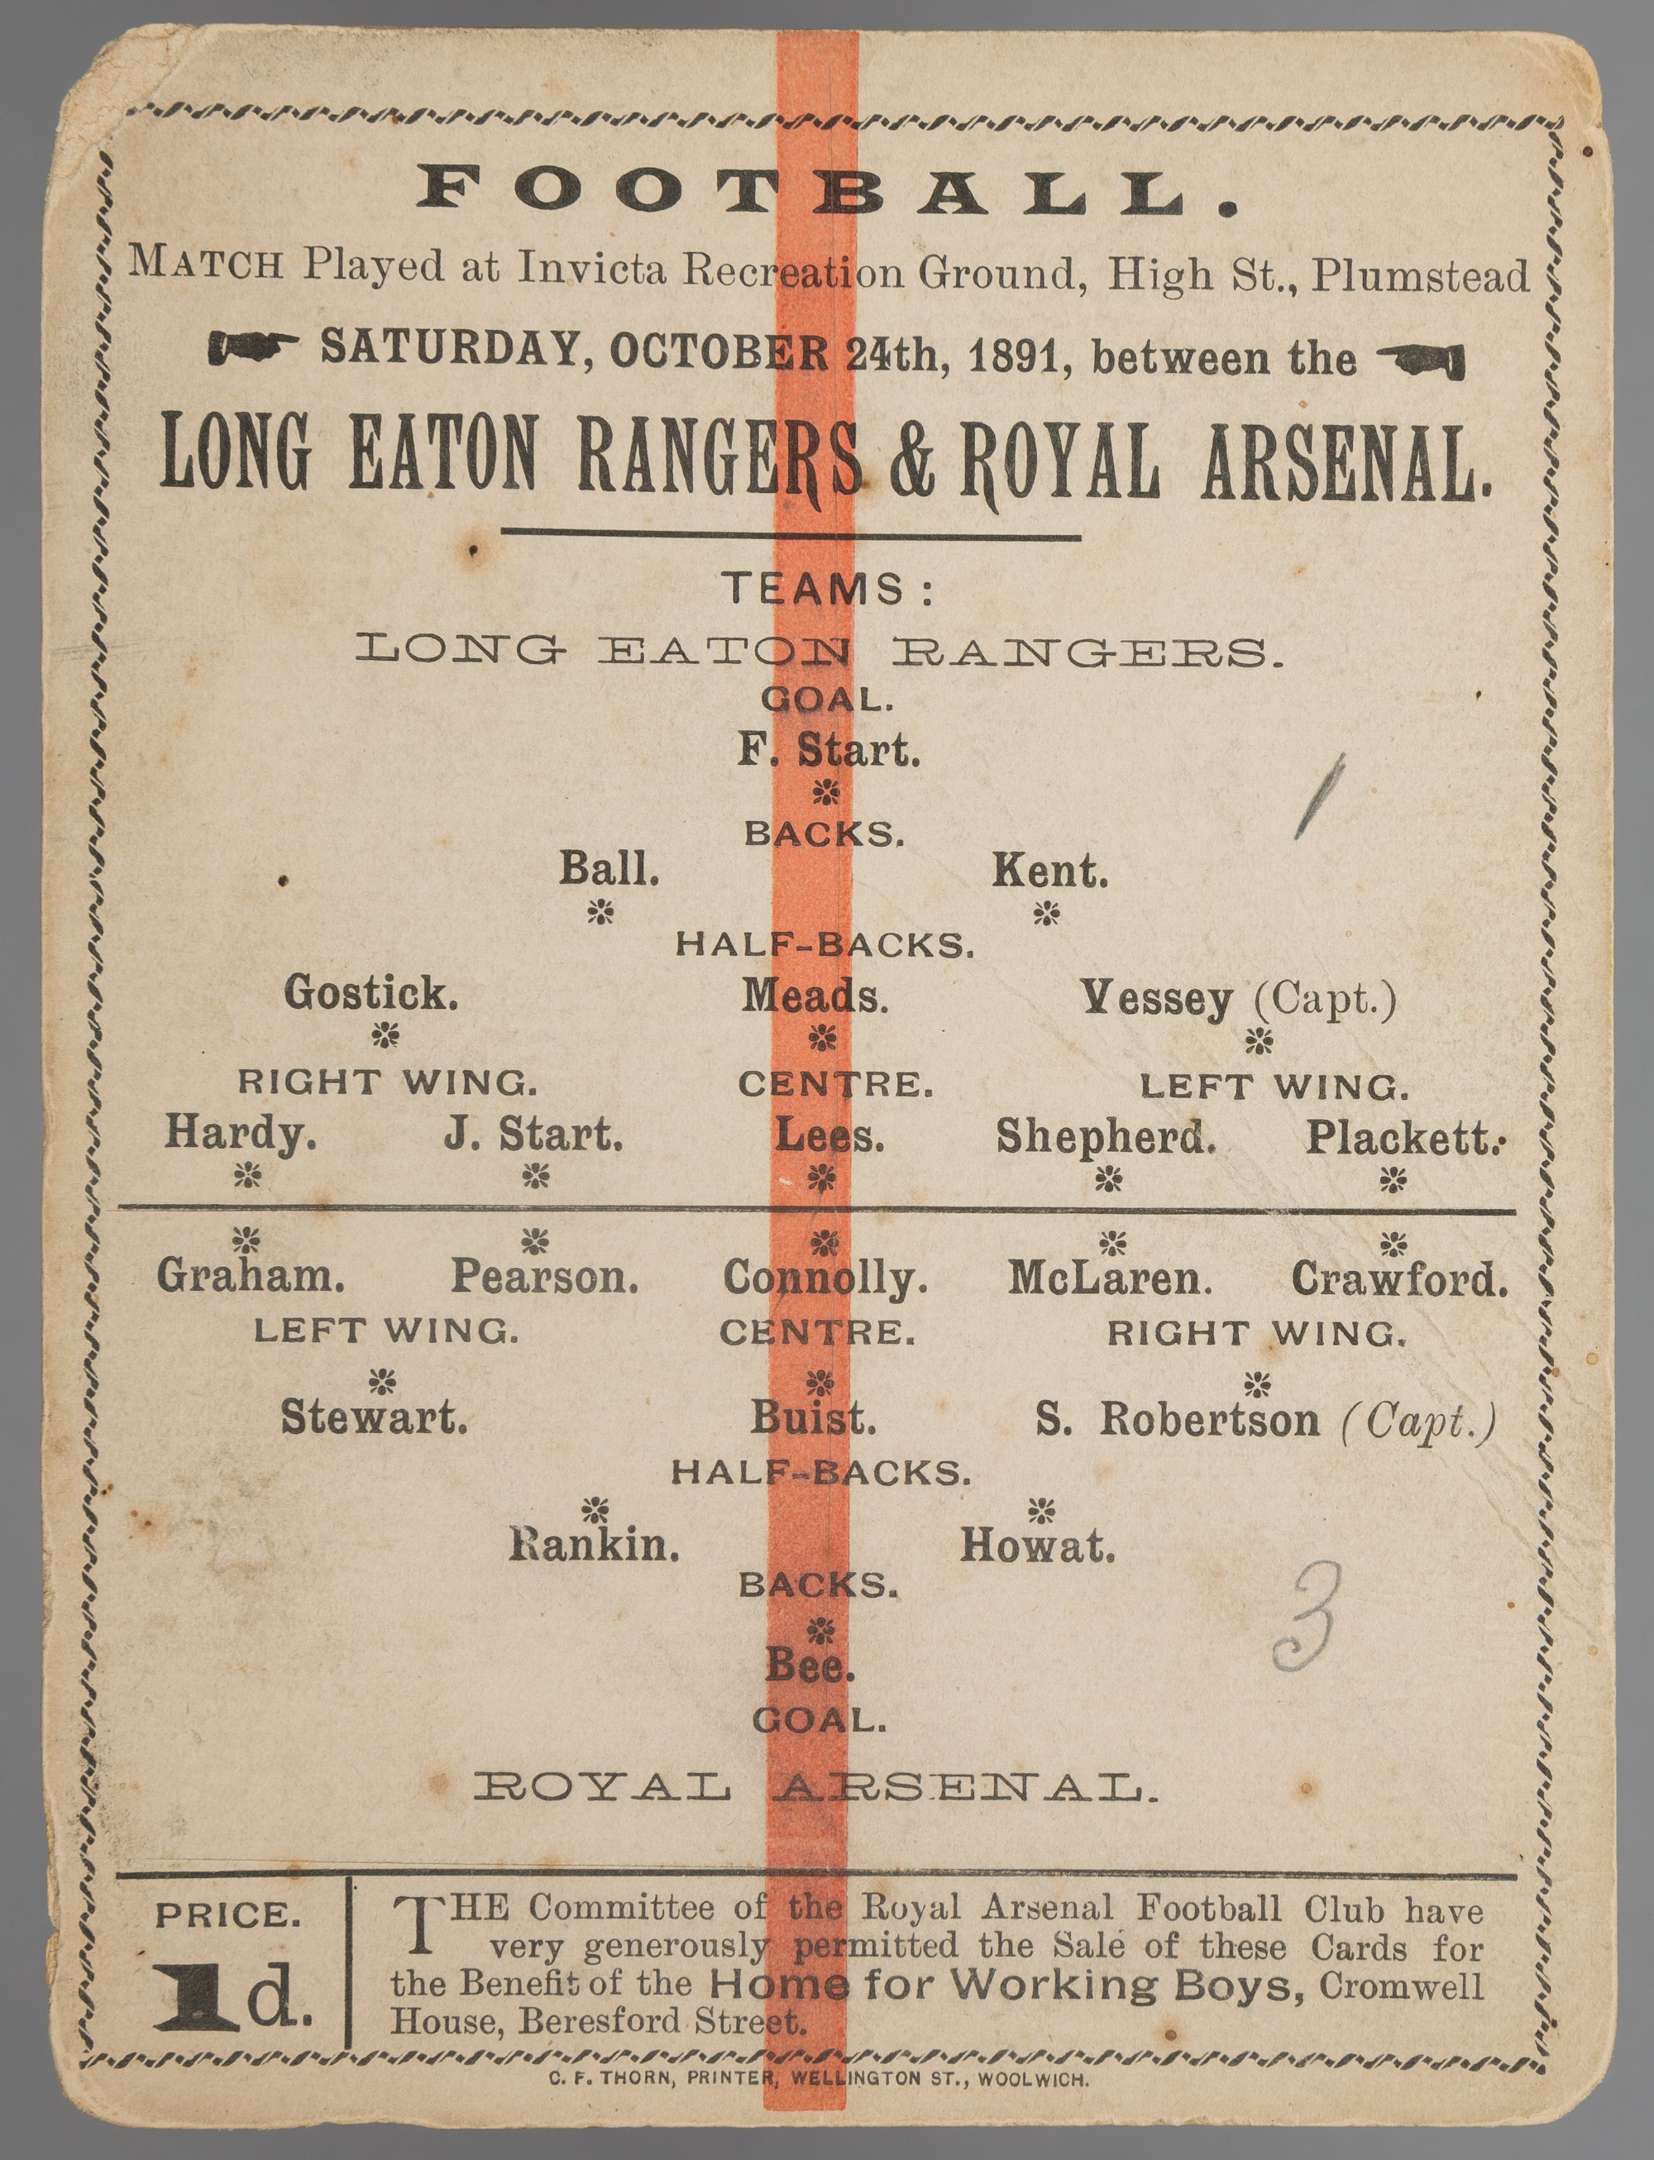 FOOTBALL.
MATCH Played at Invicta Recreation Ground, High St., Plumstead
SATURDAY, OCTOBER 24th, 1891, between the
LONG EATON RANGERS & ROYAL ARSENAL.
TEAMS:
LONG EATON RANGERS.
GOAL.
F. Start.
1
BACKS.
Ball. Kent.
HALF-BACKS.
Gostick. Meads. Vessey (Capt.)
RIGHT WING. CENTRE. LEFT WING.
Hardy. J. Start. Lees. Shepherd. Plackett.
Graham. Pearson. Connolly. McLaren. Crawford.
LEFT WING. CENTRE. RIGHT WING.
Stewart. Buist. S. Robertson (Capt.)
HALF-BACKS.
Rankin. Howat.
BACKS.
3
Bee.
GOAL.
ROYAL ARSENAL.
PRICE.
1d.
THE Committee of the Royal Arsenal Football Club have
very generously permitted the Sale of these Cards for
the Benefit of the Home for Working Boys, Cromwell
House, Beresford Street.
C. F. THORN, PRINTER, WELLINGTON ST., WOOLWICH.